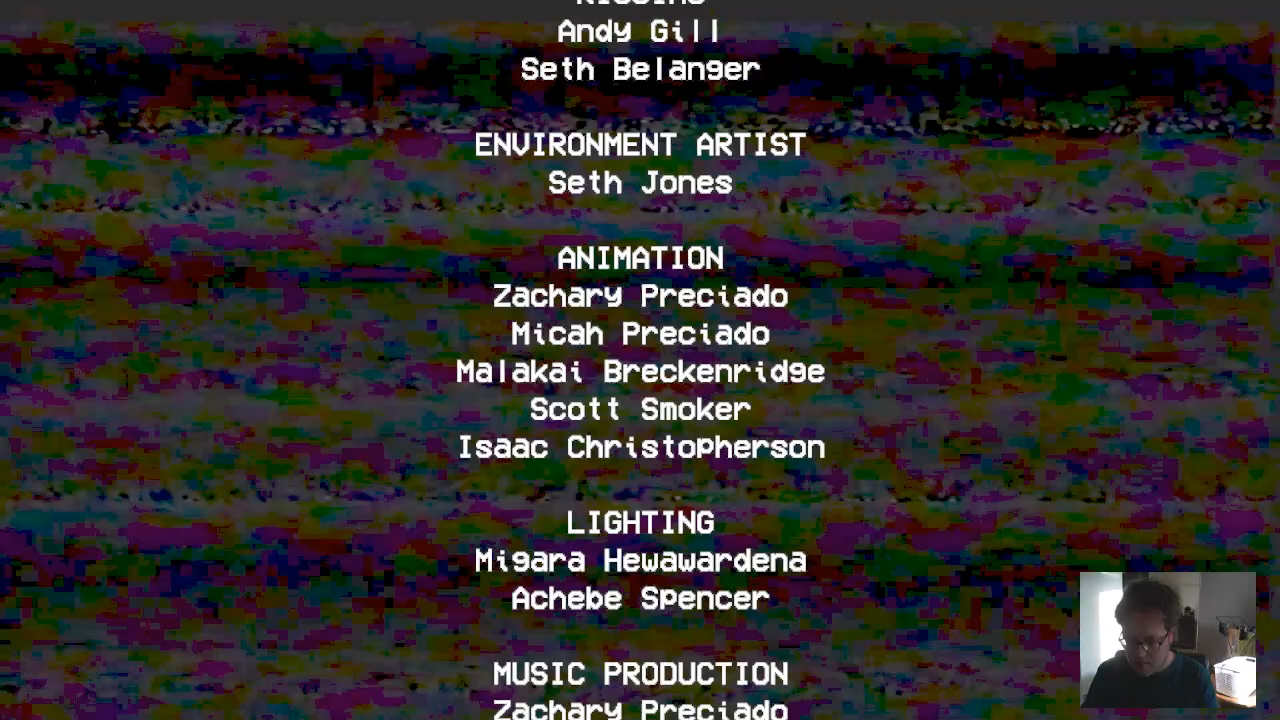 Andy Gill
Seth Belanger
ENVIRONMENT ARTIST
Seth Jones
ANIMATION
Zachary Preciado
Micah Preciado
Malakai Breckenridge
Scott Smoker
Isaac Christopherson
LIGHTING
Migara Hewawardena
Achebe Spencer
MUSIC PRODUCTION
Zachary Preciado